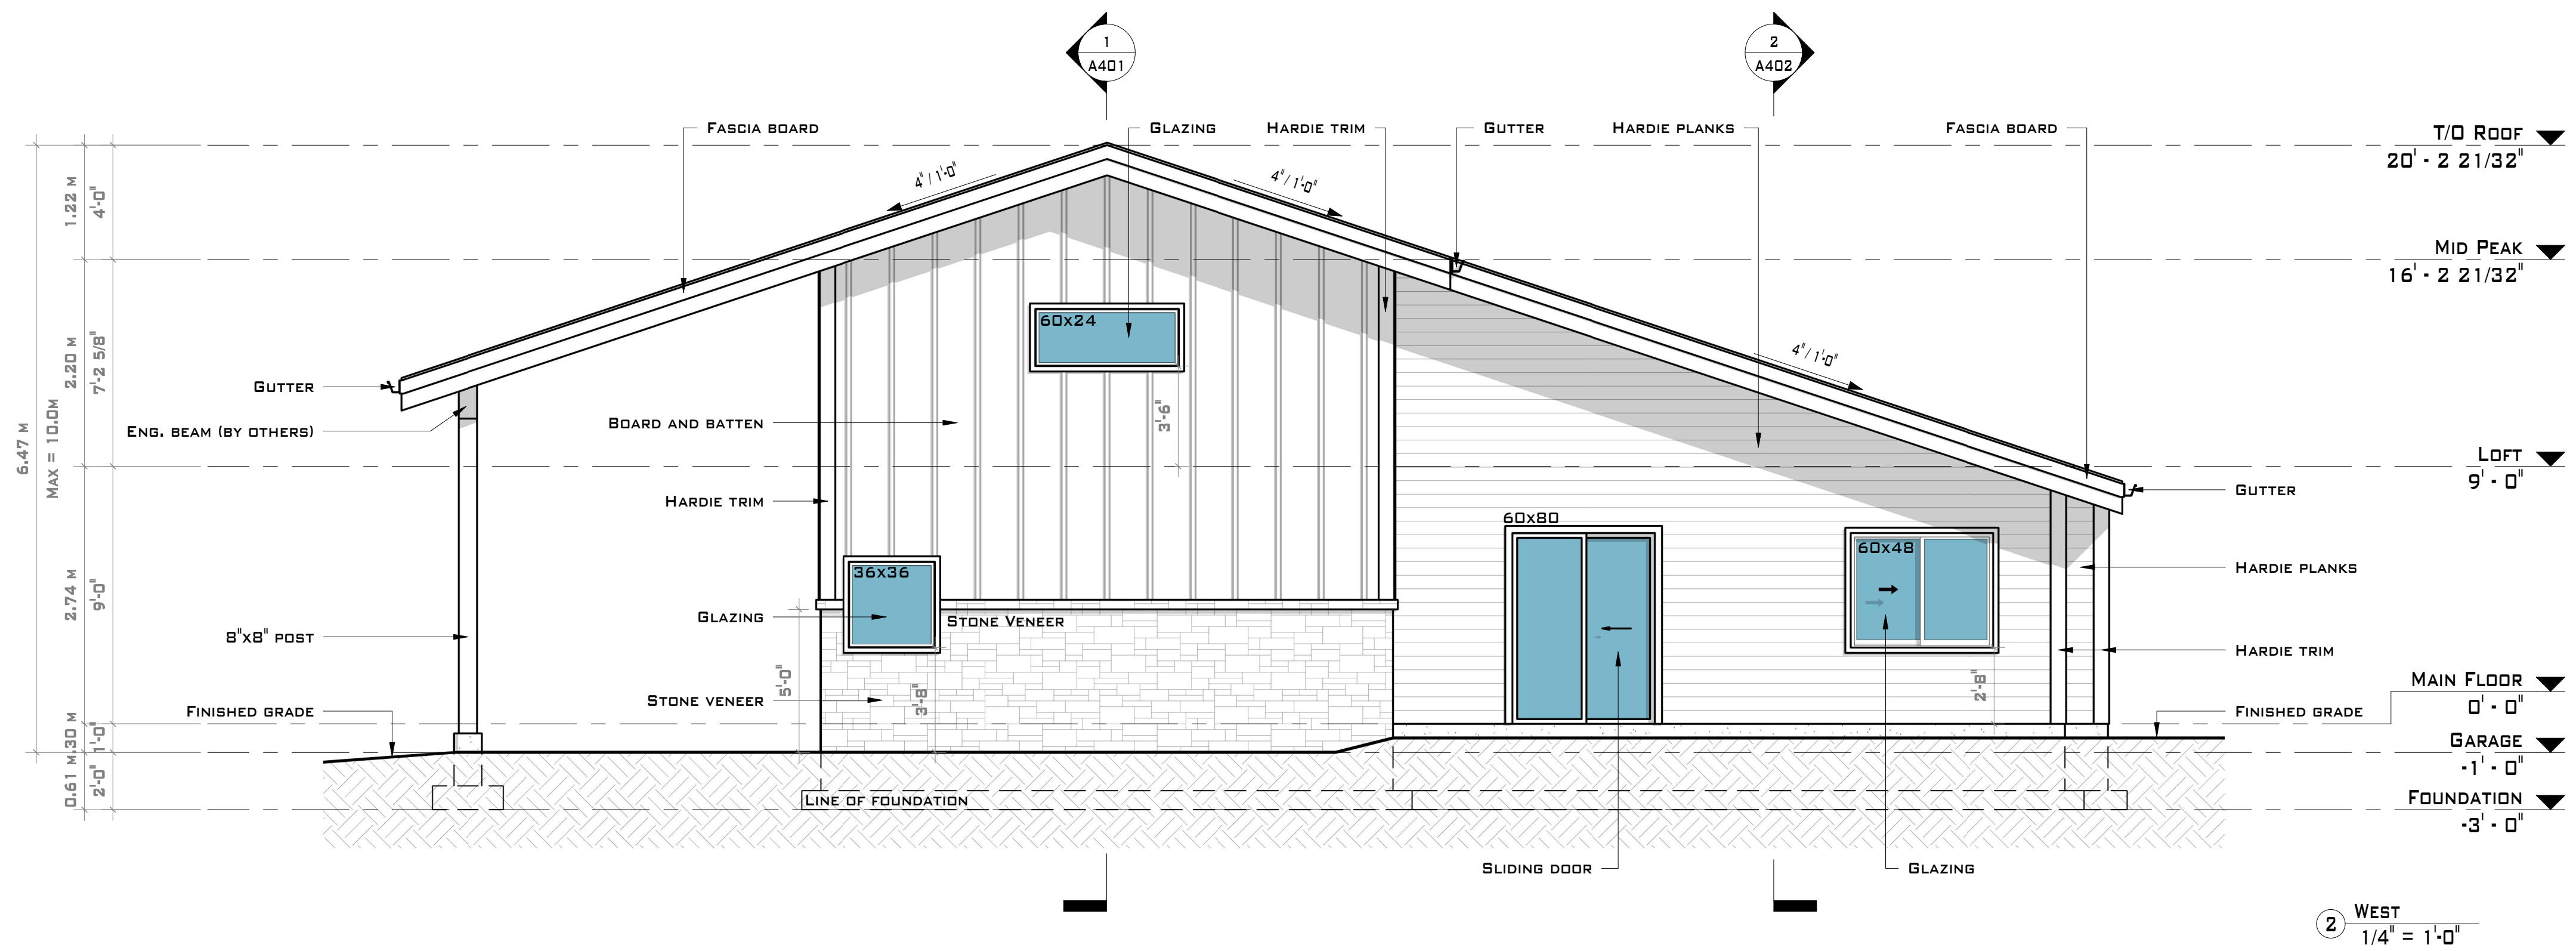 1
A401
2
A402
Fascia board
Glazing
Hardie trim
Gutter
Hardie planks
Fascia board
T/O Roof
20' - 2 21/32"
4"/1'-0"
4"/1'-0"
1.22 m
4'-0"
Mid Peak
16' - 2 21/32"
60x24
2.20 m
7'-2 5/8"
4"/1'-0"
Gutter
3'-6"
Board and batten
Eng. beam (by others)
6.47 m
Max = 10.0m
Loft
9' - 0"
Gutter
Hardie trim
60x80
60x48
36x36
Hardie planks
2.74 m
9'-0"
Glazing
Stone Veneer
8"x8" post
Hardie trim
5'-0"
3'-8"
2'-8"
Main Floor
0' - 0"
Stone veneer
Finished grade
Finished grade
.30 m
1'-0"
Garage
-1' - 0"
0.61 m
2'-0"
Line of foundation
Foundation
-3' - 0"
Sliding door
Glazing
2
West
1/4" = 1'-0"